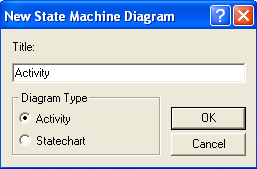 New State Machine Diagram
Title:
Activity
Diagram Type
Activity
Statechart
OK
Cancel